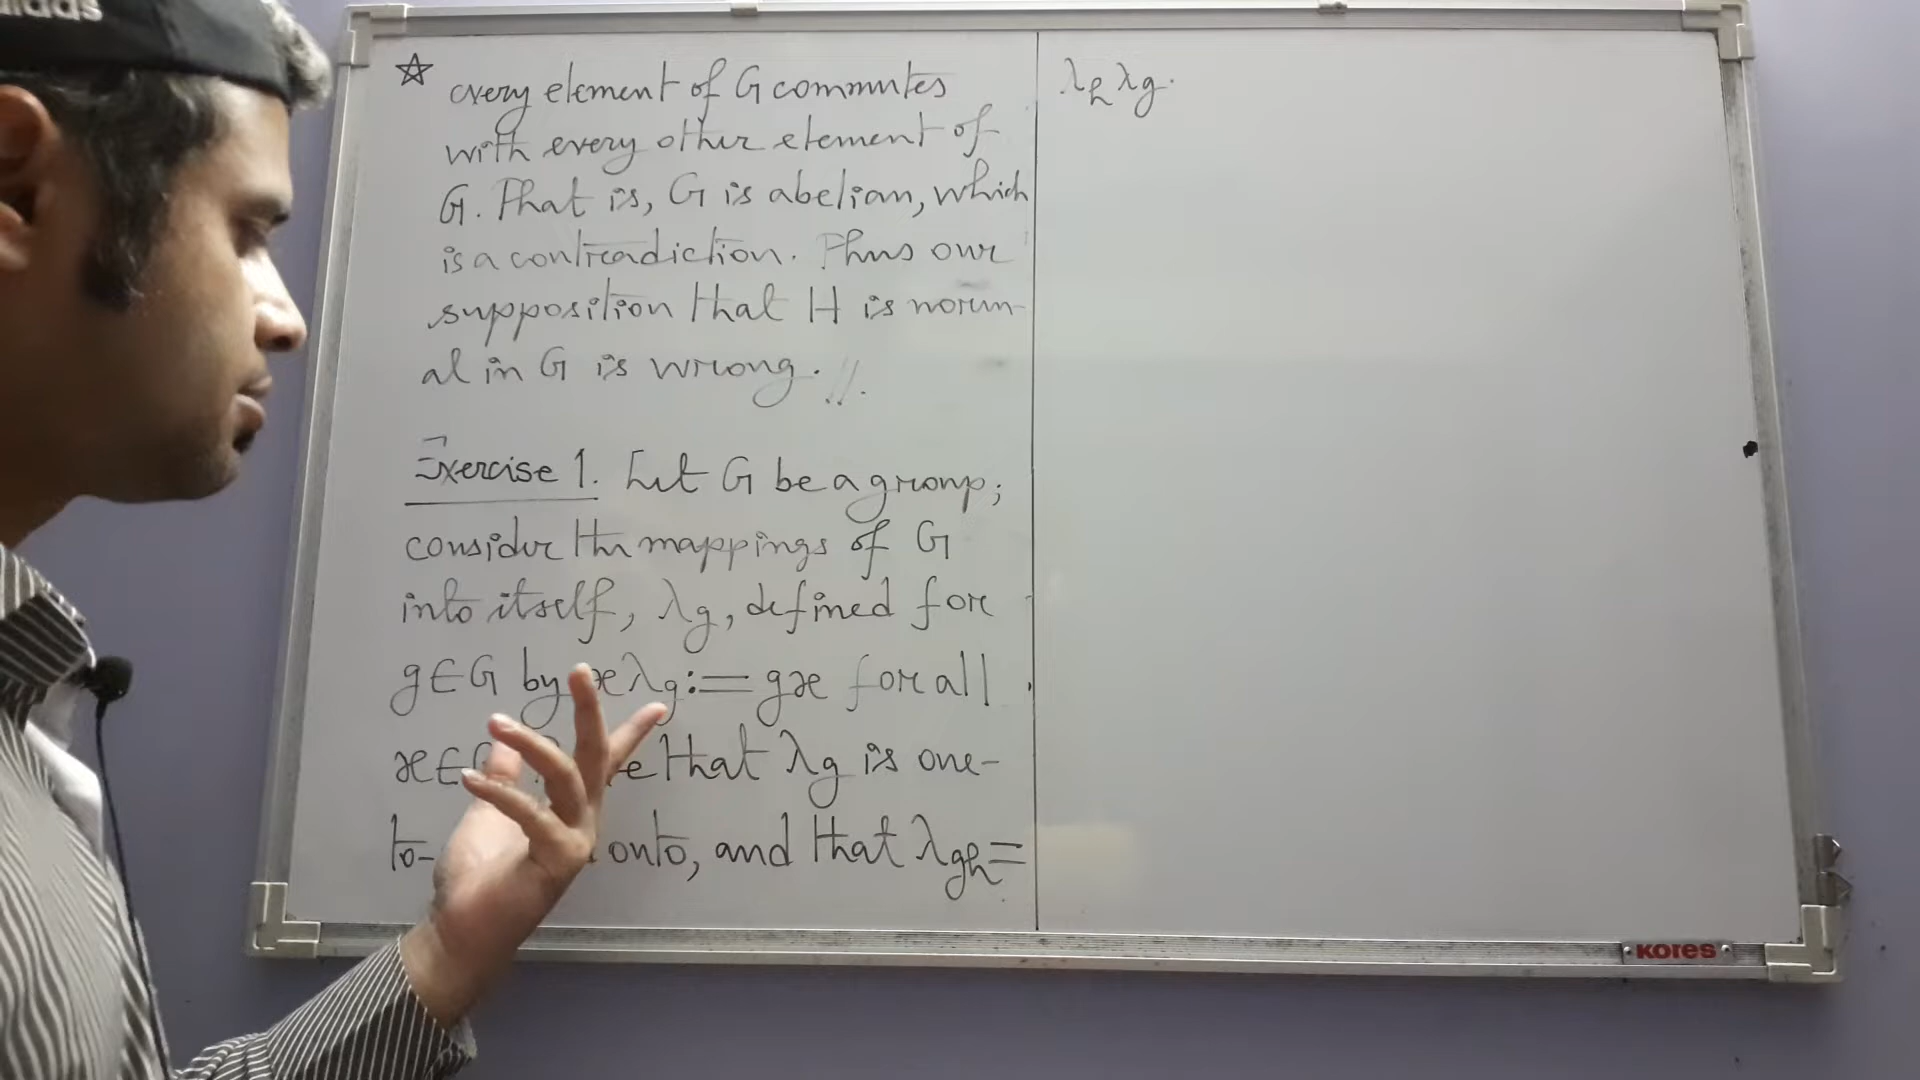 adidas
☆ every element of G commutes
with every other element of
G. That is, G is abelian, which
is a contradiction. Thus our
supposition that H is norm-
al in G is wrong. //.
Exercise 1. Let G be a group;
consider the mappings of G
into itself, λg, defined for
g∈G by xλg := gx for all
x∈ that λg is one-
to- onto, and that λgh =
λhλg.
KORES